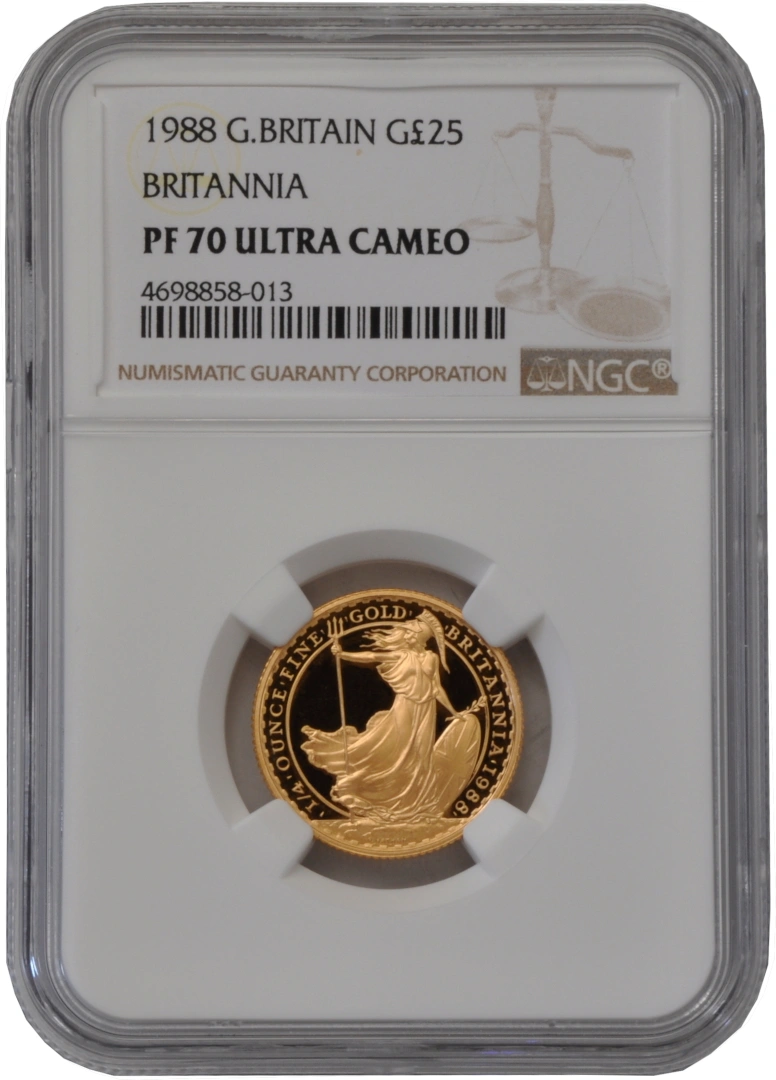 1988 G.BRITAIN G£25
BRITANNIA
PF 70 ULTRA CAMEO
4698858-013
NUMISMATIC GUARANTY CORPORATION
NGC®
1/4·OUNCE·FINE·GOLD·BRITANNIA·1988·